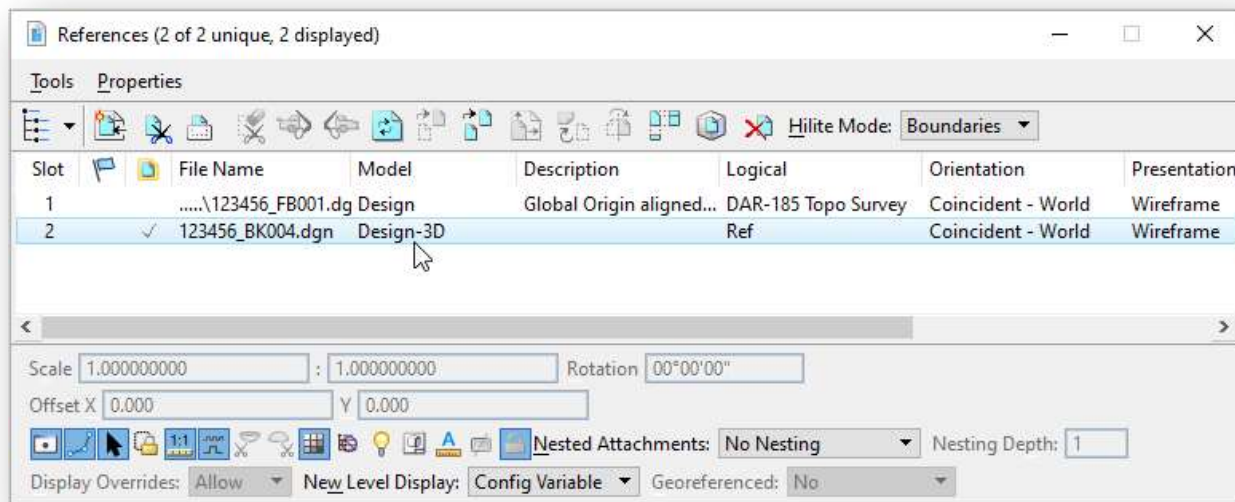 References (2 of 2 unique, 2 displayed)
Tools Properties
Hilite Mode: Boundaries
Slot File Name Model Description Logical Orientation Presentation
1 .....\123456_FB001.dg Design Global Origin aligned... DAR-185 Topo Survey Coincident - World Wireframe
2 123456_BK004.dgn Design-3D Ref Coincident - World Wireframe
Scale 1.000000000 : 1.000000000 Rotation 00°00'00"
Offset X 0.000 Y 0.000
1:1 A Nested Attachments: No Nesting Nesting Depth: 1
Display Overrides: Allow New Level Display: Config Variable Georeferenced: No